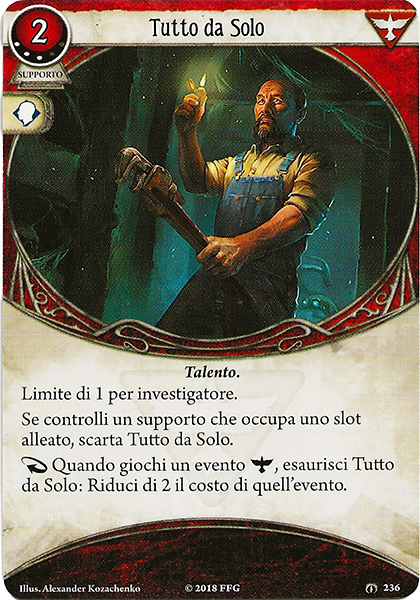 2
Tutto da Solo
SUPPORTO
Talento.
Limite di 1 per investigatore.
Se controlli un supporto che occupa uno slot
alleato, scarta Tutto da Solo.
Quando giochi un evento , esaurisci Tutto
da Solo: Riduci di 2 il costo di quell'evento.
Illus. Alexander Kozachenko © 2018 FFG 236